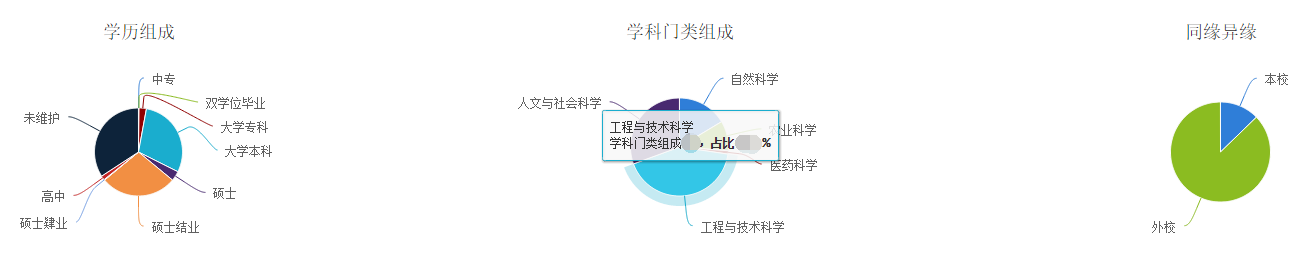 学历组成
中专
双学位毕业
大学专科
大学本科
硕士
硕士结业
硕士肄业
高中
未维护
学科门类组成
自然科学
农业科学
医药科学
工程与技术科学
人文与社会科学
工程与技术科学
学科门类组成 占比 %
同缘异缘
本校
外校